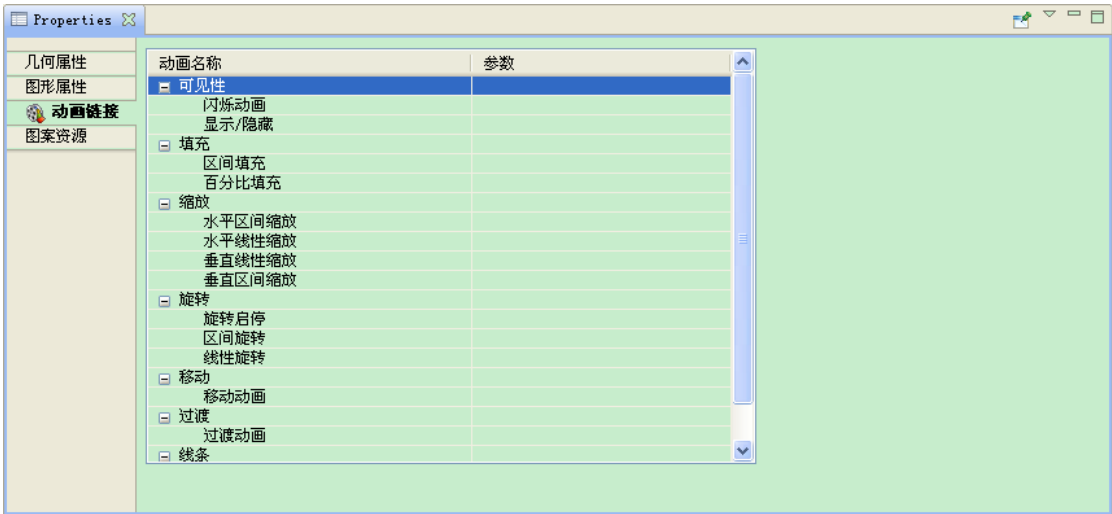 Properties
几何属性
图形属性
动画链接
图案资源
动画名称 参数
可见性
闪烁动画
显示/隐藏
填充
区间填充
百分比填充
缩放
水平区间缩放
水平线性缩放
垂直线性缩放
垂直区间缩放
旋转
旋转启停
区间旋转
线性旋转
移动
移动动画
过渡
过渡动画
线条